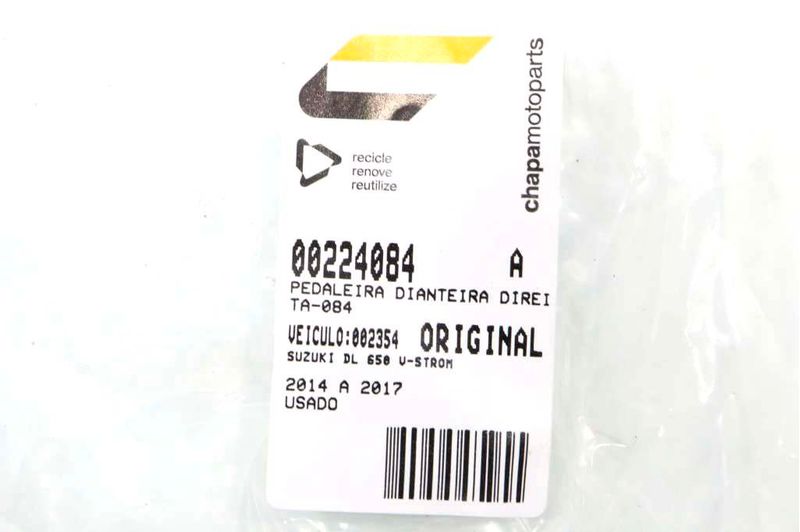 chapamotoparts
recicle
renove
reutilize
00224084 A
PEDALEIRA DIANTEIRA DIREI
TA-084
VEICULO:002354 ORIGINAL
SUZUKI DL 650 V-STROM
2014 A 2017
USADO